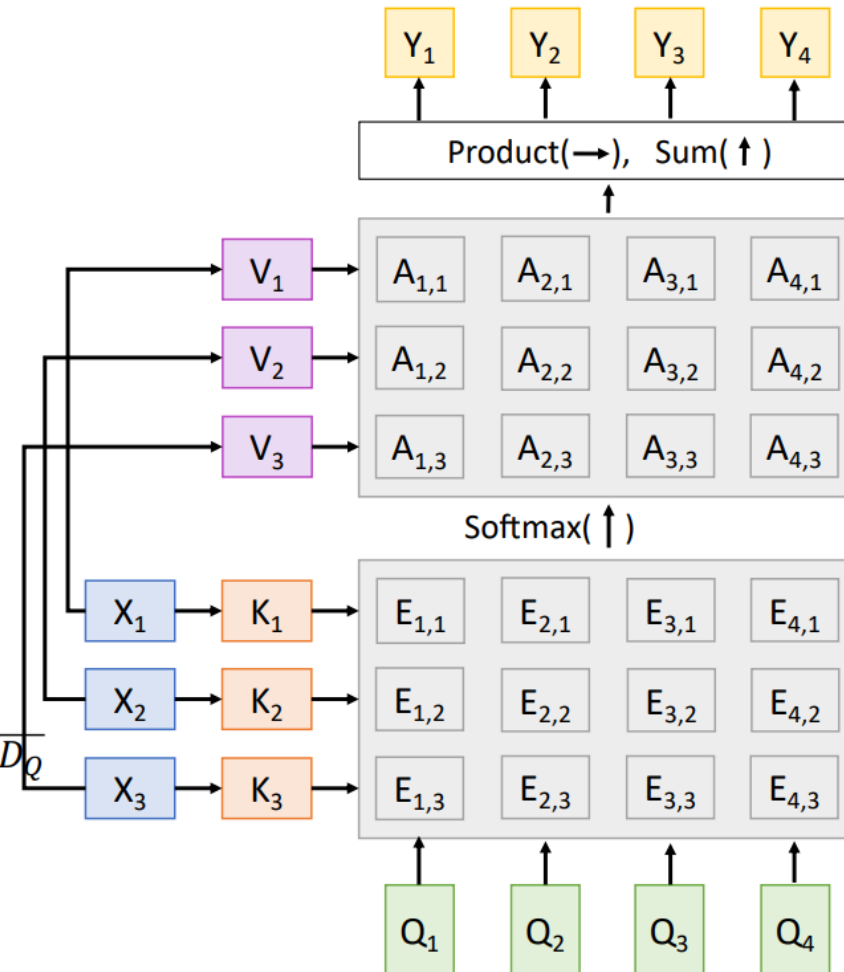 Y₁ Y₂ Y₃ Y₄
Product(→), Sum(↑)
V₁ A₁,₁ A₂,₁ A₃,₁ A₄,₁
V₂ A₁,₂ A₂,₂ A₃,₂ A₄,₂
V₃ A₁,₃ A₂,₃ A₃,₃ A₄,₃
Softmax(↑)
X₁ K₁ E₁,₁ E₂,₁ E₃,₁ E₄,₁
X₂ K₂ E₁,₂ E₂,₂ E₃,₂ E₄,₂
D_Q
X₃ K₃ E₁,₃ E₂,₃ E₃,₃ E₄,₃
Q₁ Q₂ Q₃ Q₄